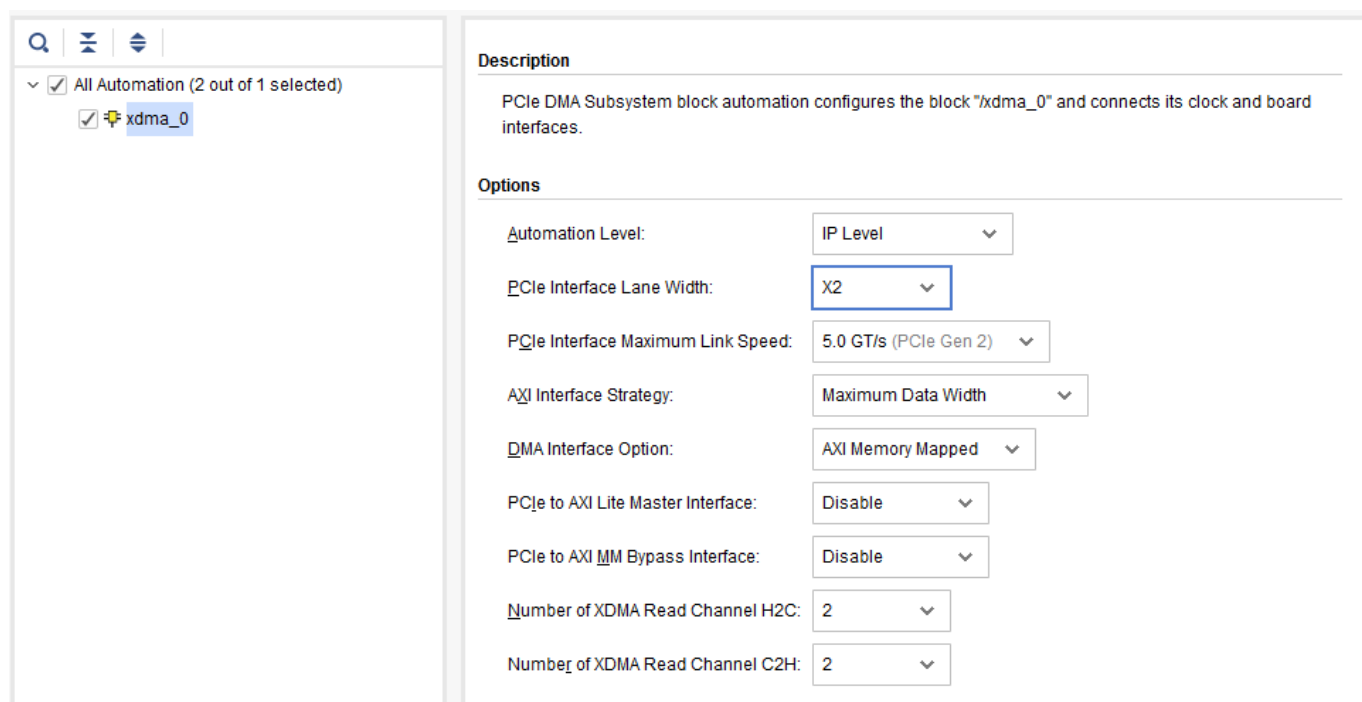 All Automation (2 out of 1 selected)
xdma_0
Description
PCIe DMA Subsystem block automation configures the block "/xdma_0" and connects its clock and board
interfaces.
Options
Automation Level: IP Level
PCIe Interface Lane Width: X2
PCIe Interface Maximum Link Speed: 5.0 GT/s (PCIe Gen 2)
AXI Interface Strategy: Maximum Data Width
DMA Interface Option: AXI Memory Mapped
PCIe to AXI Lite Master Interface: Disable
PCIe to AXI MM Bypass Interface: Disable
Number of XDMA Read Channel H2C: 2
Number of XDMA Read Channel C2H: 2